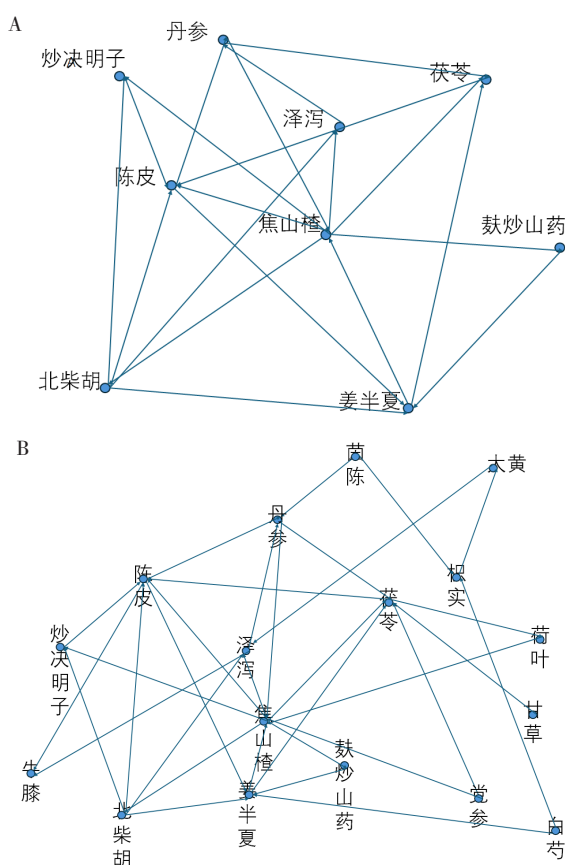 A
丹参
炒决明子
茯苓
泽泻
陈皮
焦山楂
麸炒山药
北柴胡
姜半夏
B
茵陈
大黄
丹参
陈皮
枳实
茯苓
炒决明子
泽泻
荷叶
焦山楂
甘草
麸炒山药
牛膝
姜半夏
党参
北柴胡
白芍